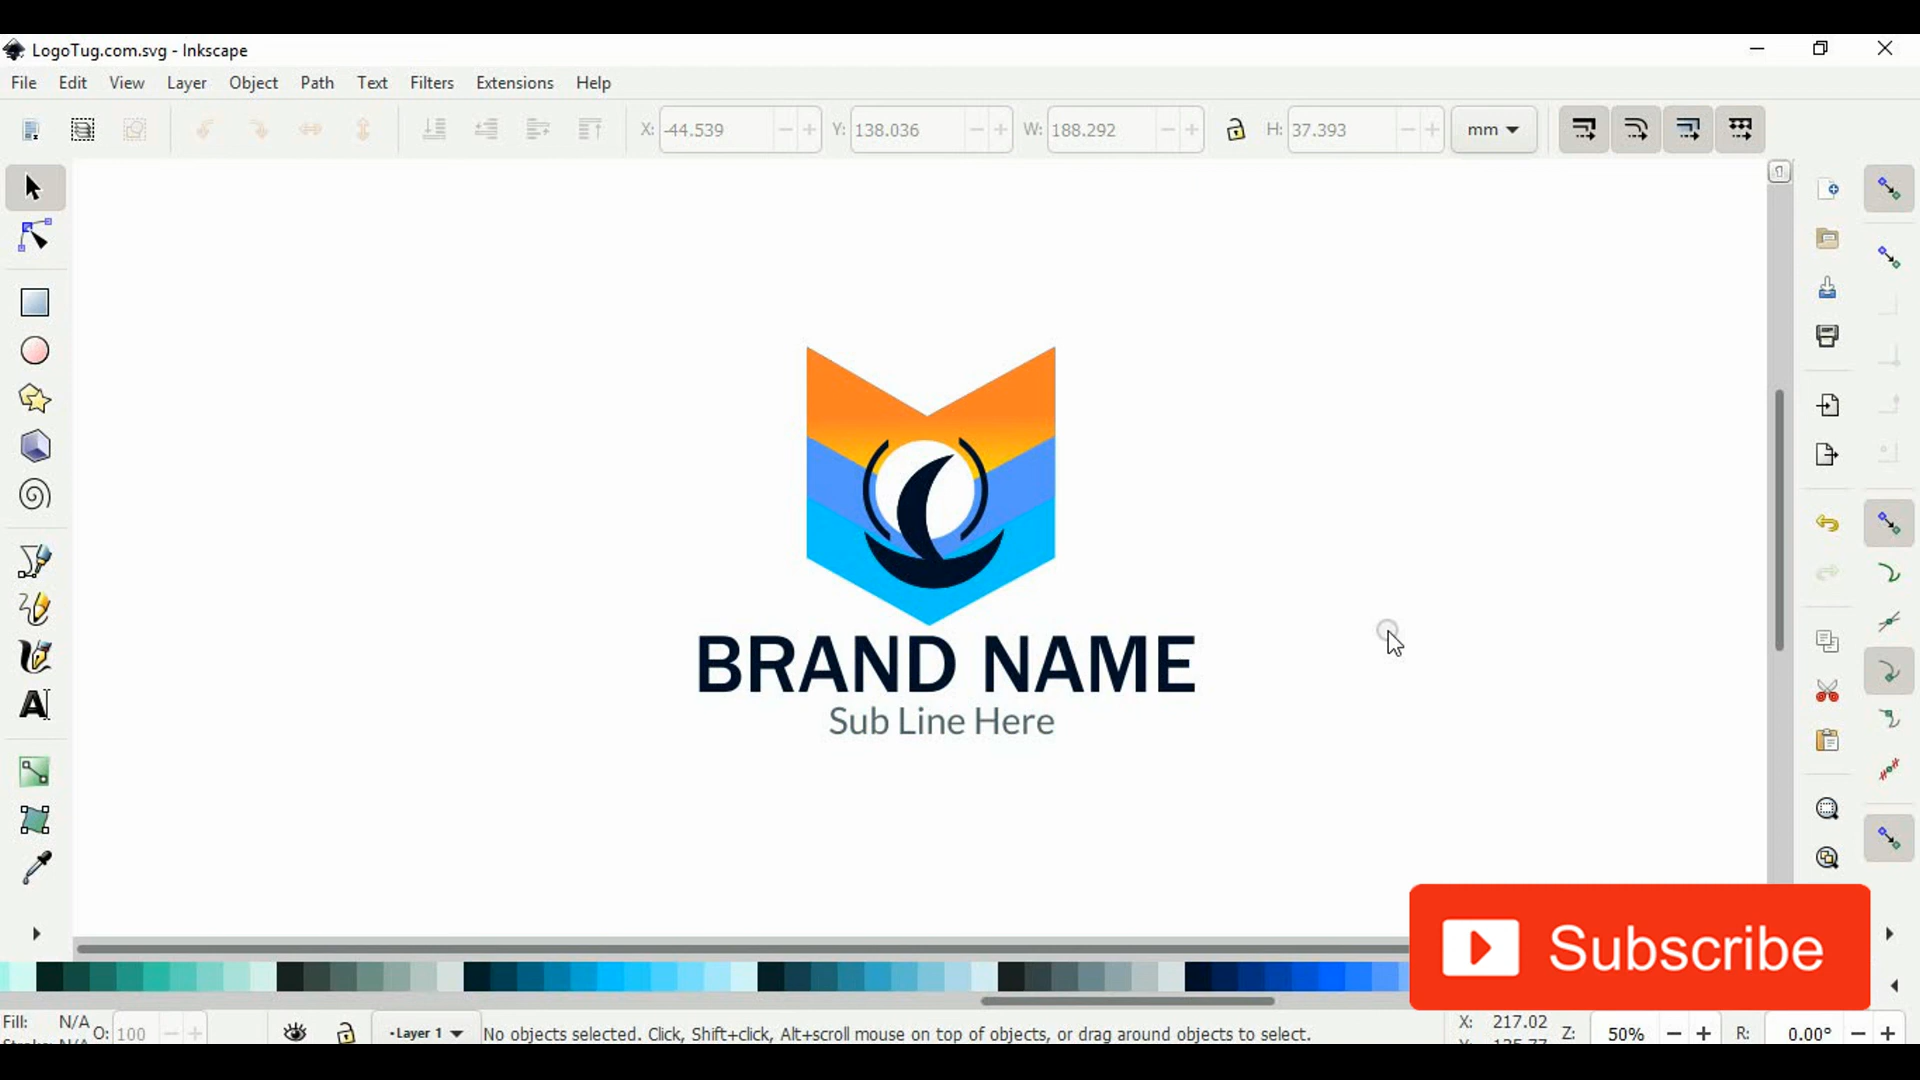 LogoTug.com.svg - Inkscape
File Edit View Layer Object Path Text Filters Extensions Help
X: -44.539 Y: 138.036 W: 188.292 H: 37.393 mm
BRAND NAME
Sub Line Here
Subscribe
Fill: N/A O: 100 •Layer 1 No objects selected. Click, Shift+click, Alt+scroll mouse on top of objects, or drag around objects to select. X: 217.02 Z: 50% R: 0.00°